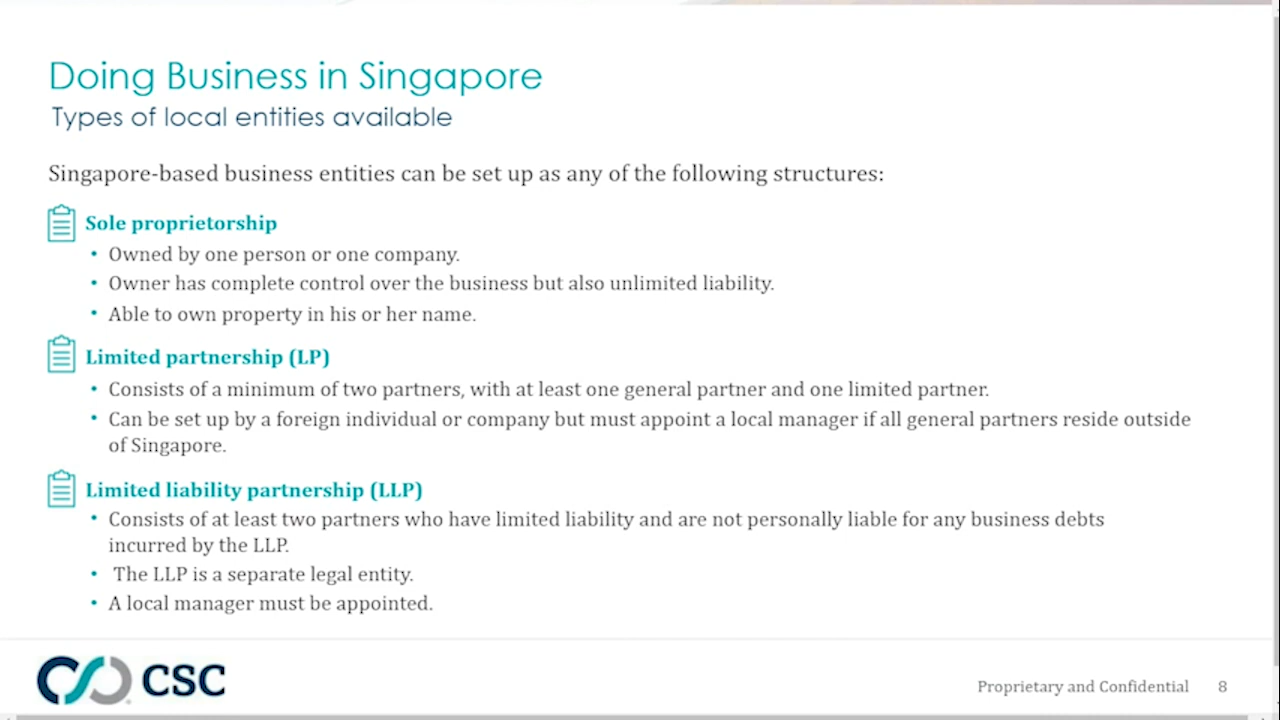 Doing Business in Singapore
Types of local entities available
Singapore-based business entities can be set up as any of the following structures:
Sole proprietorship
• Owned by one person or one company.
• Owner has complete control over the business but also unlimited liability.
• Able to own property in his or her name.
Limited partnership (LP)
• Consists of a minimum of two partners, with at least one general partner and one limited partner.
• Can be set up by a foreign individual or company but must appoint a local manager if all general partners reside outside
of Singapore.
Limited liability partnership (LLP)
• Consists of at least two partners who have limited liability and are not personally liable for any business debts
incurred by the LLP.
• The LLP is a separate legal entity.
• A local manager must be appointed.
CSC
Proprietary and Confidential 8